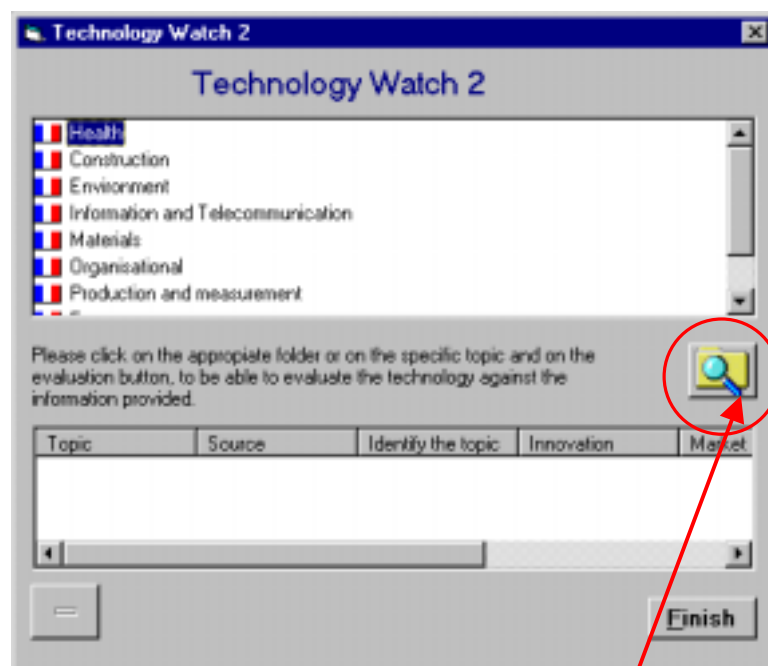 Technology Watch 2
Technology Watch 2
Health
Construction
Environment
Information and Telecommunication
Materials
Organisational
Production and measurement
Please click on the appropiate folder or on the specific topic and on the
evaluation button, to be able to evaluate the technology against the
information provided.
Topic Source Identify the topic Innovation Market
Finish